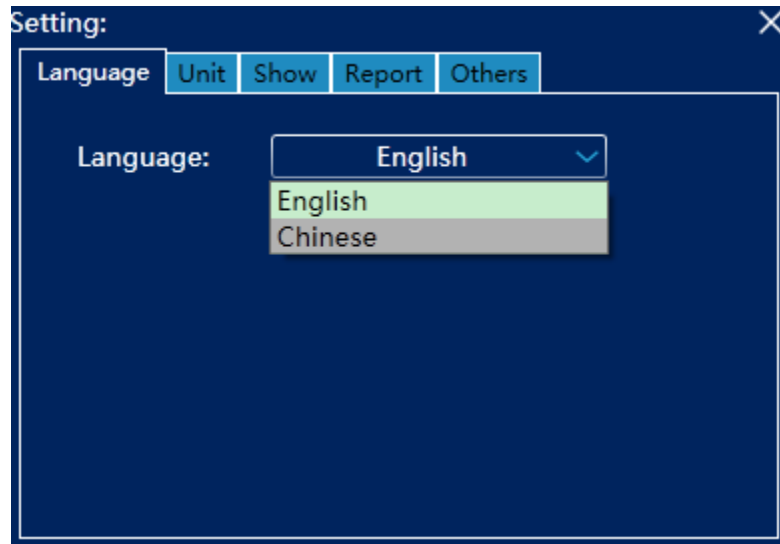 Setting:
Language Unit Show Report Others
Language: English
English
Chinese